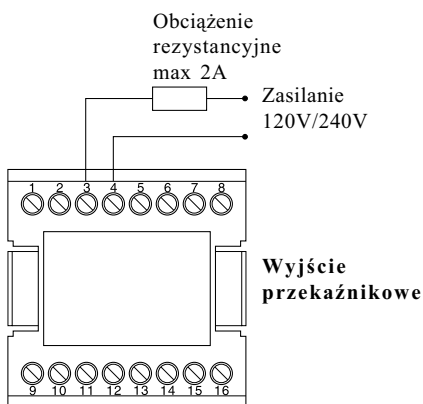 Obciążenie
rezystancyjne
max 2A
Zasilanie
120V/240V
1 2 3 4 5 6 7 8
Wyjście
przekaźnikowe
9 10 11 12 13 14 15 16